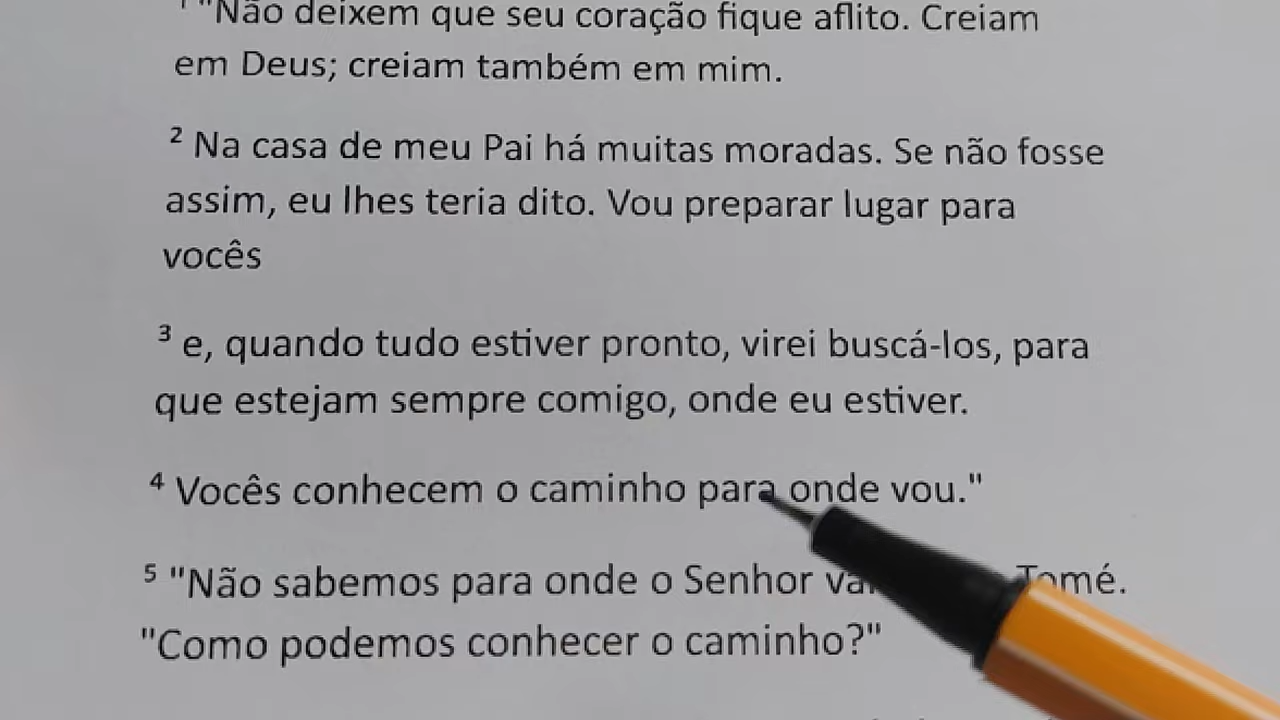 ¹ "Não deixem que seu coração fique aflito. Creiam
em Deus; creiam também em mim.
² Na casa de meu Pai há muitas moradas. Se não fosse
assim, eu lhes teria dito. Vou preparar lugar para
vocês
³ e, quando tudo estiver pronto, virei buscá-los, para
que estejam sempre comigo, onde eu estiver.
⁴ Vocês conhecem o caminho para onde vou."
⁵ "Não sabemos para onde o Senhor Tomé.
"Como podemos conhecer o caminho?"